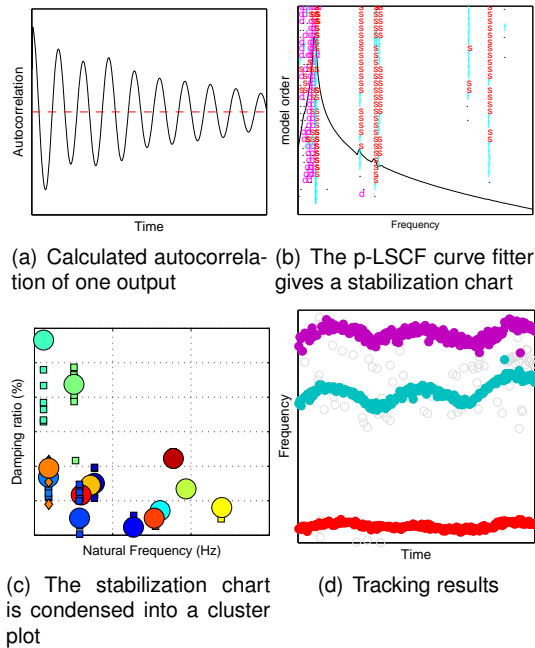 Autocorrelation
Time
model order
Frequency
(a) Calculated autocorrela-
tion of one output
(b) The p-LSCF curve fitter
gives a stabilization chart
Damping ratio (%)
Natural Frequency (Hz)
Frequency
Time
(c) The stabilization chart
is condensed into a cluster
plot
(d) Tracking results